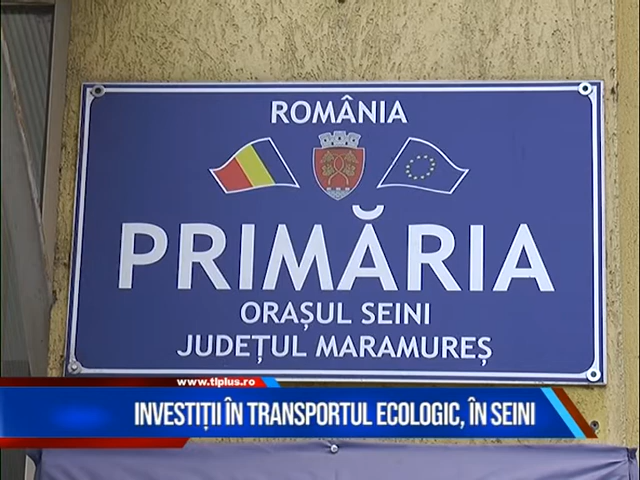 ROMÂNIA
PRIMĂRIA
ORAȘUL SEINI
JUDEȚUL MARAMUREȘ
www.tlplus.ro
INVESTIȚII ÎN TRANSPORTUL ECOLOGIC, ÎN SEINI